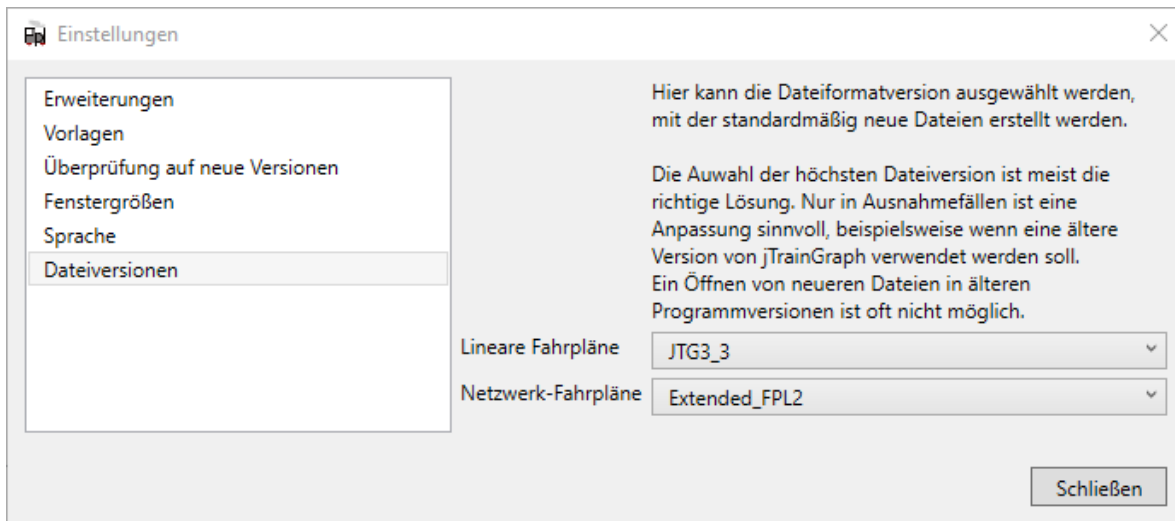 Einstellungen
Erweiterungen
Vorlagen
Überprüfung auf neue Versionen
Fenstergrößen
Sprache
Dateiversionen
Hier kann die Dateiformatversion ausgewählt werden,
mit der standardmäßig neue Dateien erstellt werden.
Die Auwahl der höchsten Dateiversion ist meist die
richtige Lösung. Nur in Ausnahmefällen ist eine
Anpassung sinnvoll, beispielsweise wenn eine ältere
Version von jTrainGraph verwendet werden soll.
Ein Öffnen von neueren Dateien in älteren
Programmversionen ist oft nicht möglich.
Lineare Fahrpläne JTG3_3
Netzwerk-Fahrpläne Extended_FPL2
Schließen